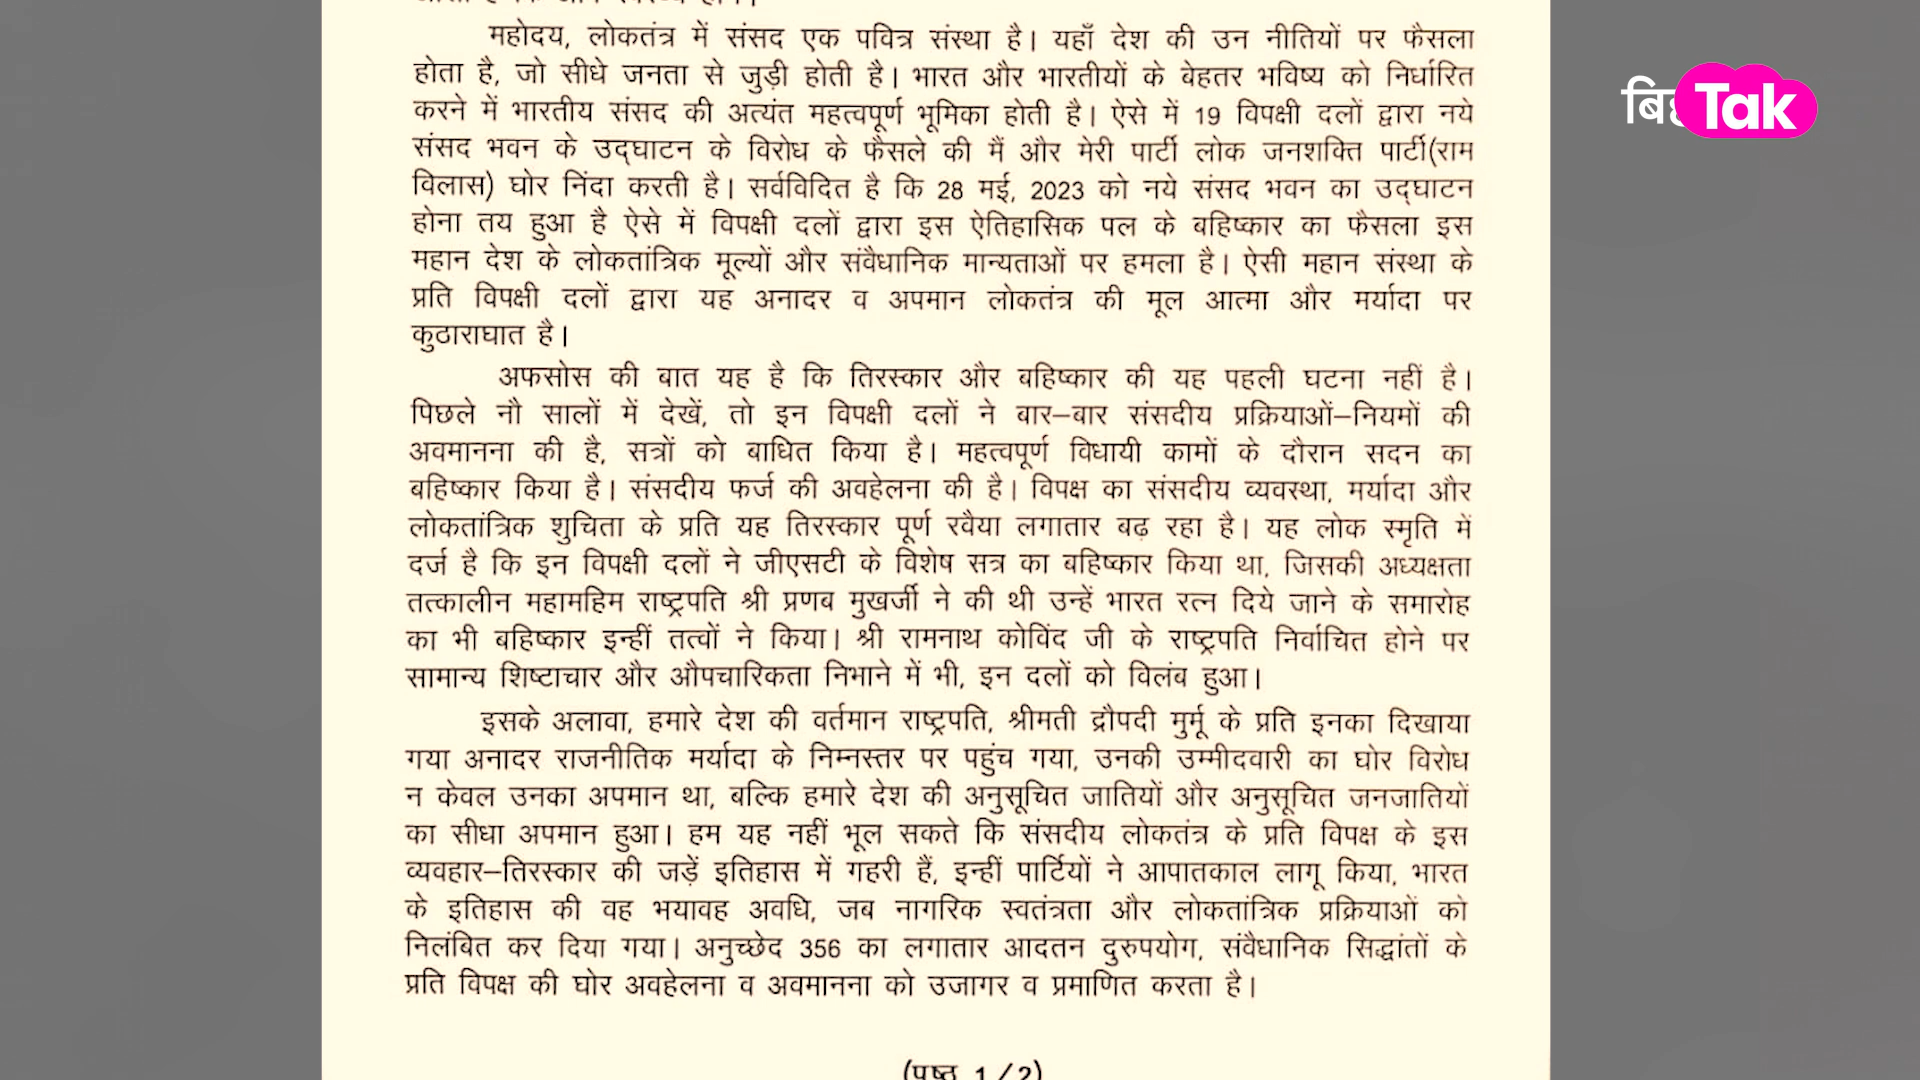 महोदय, लोकतंत्र में संसद एक पवित्र संस्था है। यहाँ देश की उन नीतियों पर फैसला
होता है, जो सीधे जनता से जुड़ी होती है। भारत और भारतीयों के बेहतर भविष्य को निर्धारित
करने में भारतीय संसद की अत्यंत महत्वपूर्ण भूमिका होती है। ऐसे में 19 विपक्षी दलों द्वारा नये
संसद भवन के उद्घाटन के विरोध के फैसले की मैं और मेरी पार्टी लोक जनशक्ति पार्टी(राम
विलास) घोर निंदा करती है। सर्वविदित है कि 28 मई, 2023 को नये संसद भवन का उद्घाटन
होना तय हुआ है ऐसे में विपक्षी दलों द्वारा इस ऐतिहासिक पल के बहिष्कार का फैसला इस
महान देश के लोकतांत्रिक मूल्यों और संवैधानिक मान्यताओं पर हमला है। ऐसी महान संस्था के
प्रति विपक्षी दलों द्वारा यह अनादर व अपमान लोकतंत्र की मूल आत्मा और मर्यादा पर
कुठाराघात है।
अफसोस की बात यह है कि तिरस्कार और बहिष्कार की यह पहली घटना नहीं है।
पिछले नौ सालों में देखें, तो इन विपक्षी दलों ने बार–बार संसदीय प्रक्रियाओं–नियमों की
अवमानना की है, सत्रों को बाधित किया है। महत्वपूर्ण विधायी कामों के दौरान सदन का
बहिष्कार किया है। संसदीय फर्ज की अवहेलना की है। विपक्ष का संसदीय व्यवस्था, मर्यादा और
लोकतांत्रिक शुचिता के प्रति यह तिरस्कार पूर्ण रवैया लगातार बढ़ रहा है। यह लोक स्मृति में
दर्ज है कि इन विपक्षी दलों ने जीएसटी के विशेष सत्र का बहिष्कार किया था, जिसकी अध्यक्षता
तत्कालीन महामहिम राष्ट्रपति श्री प्रणब मुखर्जी ने की थी उन्हें भारत रत्न दिये जाने के समारोह
का भी बहिष्कार इन्हीं तत्वों ने किया। श्री रामनाथ कोविंद जी के राष्ट्रपति निर्वाचित होने पर
सामान्य शिष्टाचार और औपचारिकता निभाने में भी, इन दलों को विलंब हुआ।
इसके अलावा, हमारे देश की वर्तमान राष्ट्रपति, श्रीमती द्रौपदी मुर्मू के प्रति इनका दिखाया
गया अनादर राजनीतिक मर्यादा के निम्नस्तर पर पहुंच गया, उनकी उम्मीदवारी का घोर विरोध
न केवल उनका अपमान था, बल्कि हमारे देश की अनुसूचित जातियों और अनुसूचित जनजातियों
का सीधा अपमान हुआ। हम यह नहीं भूल सकते कि संसदीय लोकतंत्र के प्रति विपक्ष के इस
व्यवहार–तिरस्कार की जड़ें इतिहास में गहरी हैं, इन्हीं पार्टियों ने आपातकाल लागू किया, भारत
के इतिहास की वह भयावह अवधि, जब नागरिक स्वतंत्रता और लोकतांत्रिक प्रक्रियाओं को
निलंबित कर दिया गया। अनुच्छेद 356 का लगातार आदतन दुरुपयोग, संवैधानिक सिद्धांतों के
प्रति विपक्ष की घोर अवहेलना व अवमानना को उजागर व प्रमाणित करता है।
(पृष्ठ 1/2)
Tak